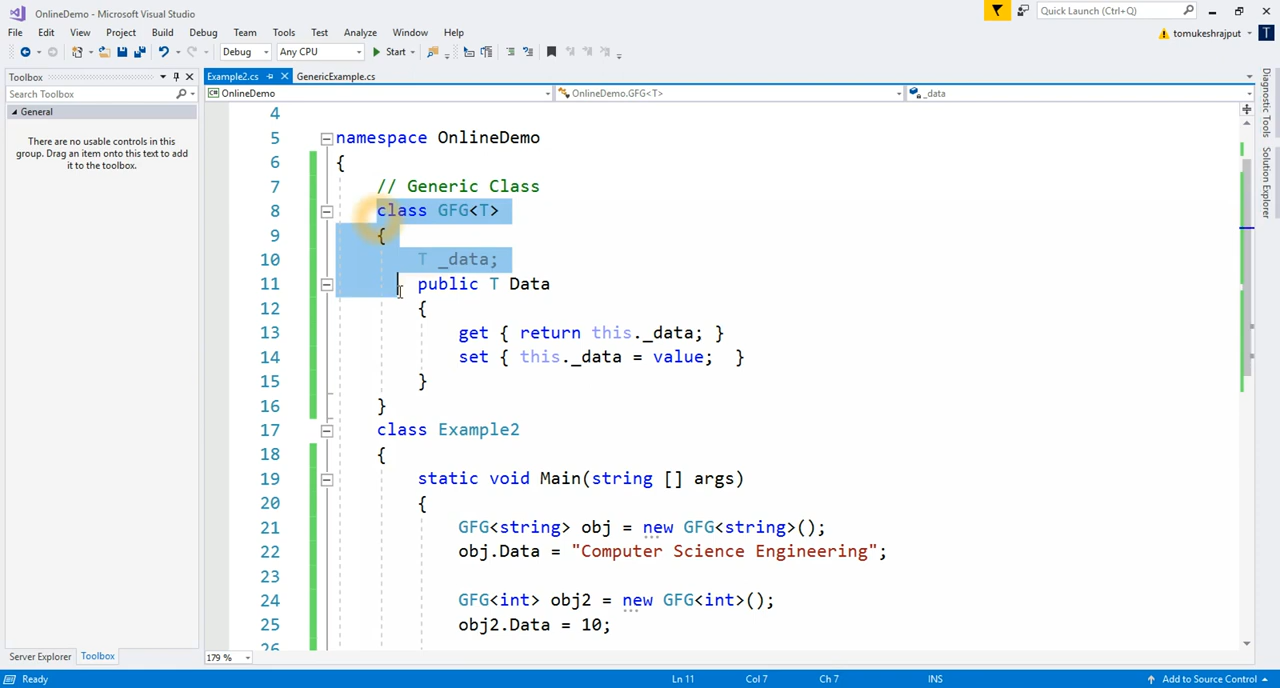 OnlineDemo - Microsoft Visual Studio
Quick Launch (Ctrl+Q)
File Edit View Project Build Debug Team Tools Test Analyze Window Help
tomukeshrajput
T
Debug Any CPU Start
Toolbox
Example2.cs GenericExample.cs
Search Toolbox
OnlineDemo OnlineDemo.GFG<T> _data
General
There are no usable controls in this
group. Drag an item onto this text to add
it to the toolbox.
Diagnostic Tools
Solution Explorer
4
5 namespace OnlineDemo
6 {
7 // Generic Class
8 class GFG<T>
9 {
10 T _data;
11 public T Data
12 {
13 get { return this._data; }
14 set { this._data = value; }
15 }
16 }
17 class Example2
18 {
19 static void Main(string [] args)
20 {
21 GFG<string> obj = new GFG<string>();
22 obj.Data = "Computer Science Engineering";
23
24 GFG<int> obj2 = new GFG<int>();
25 obj2.Data = 10;
26
Server Explorer Toolbox
179 %
Ready Ln 11 Col 7 Ch 7 INS Add to Source Control